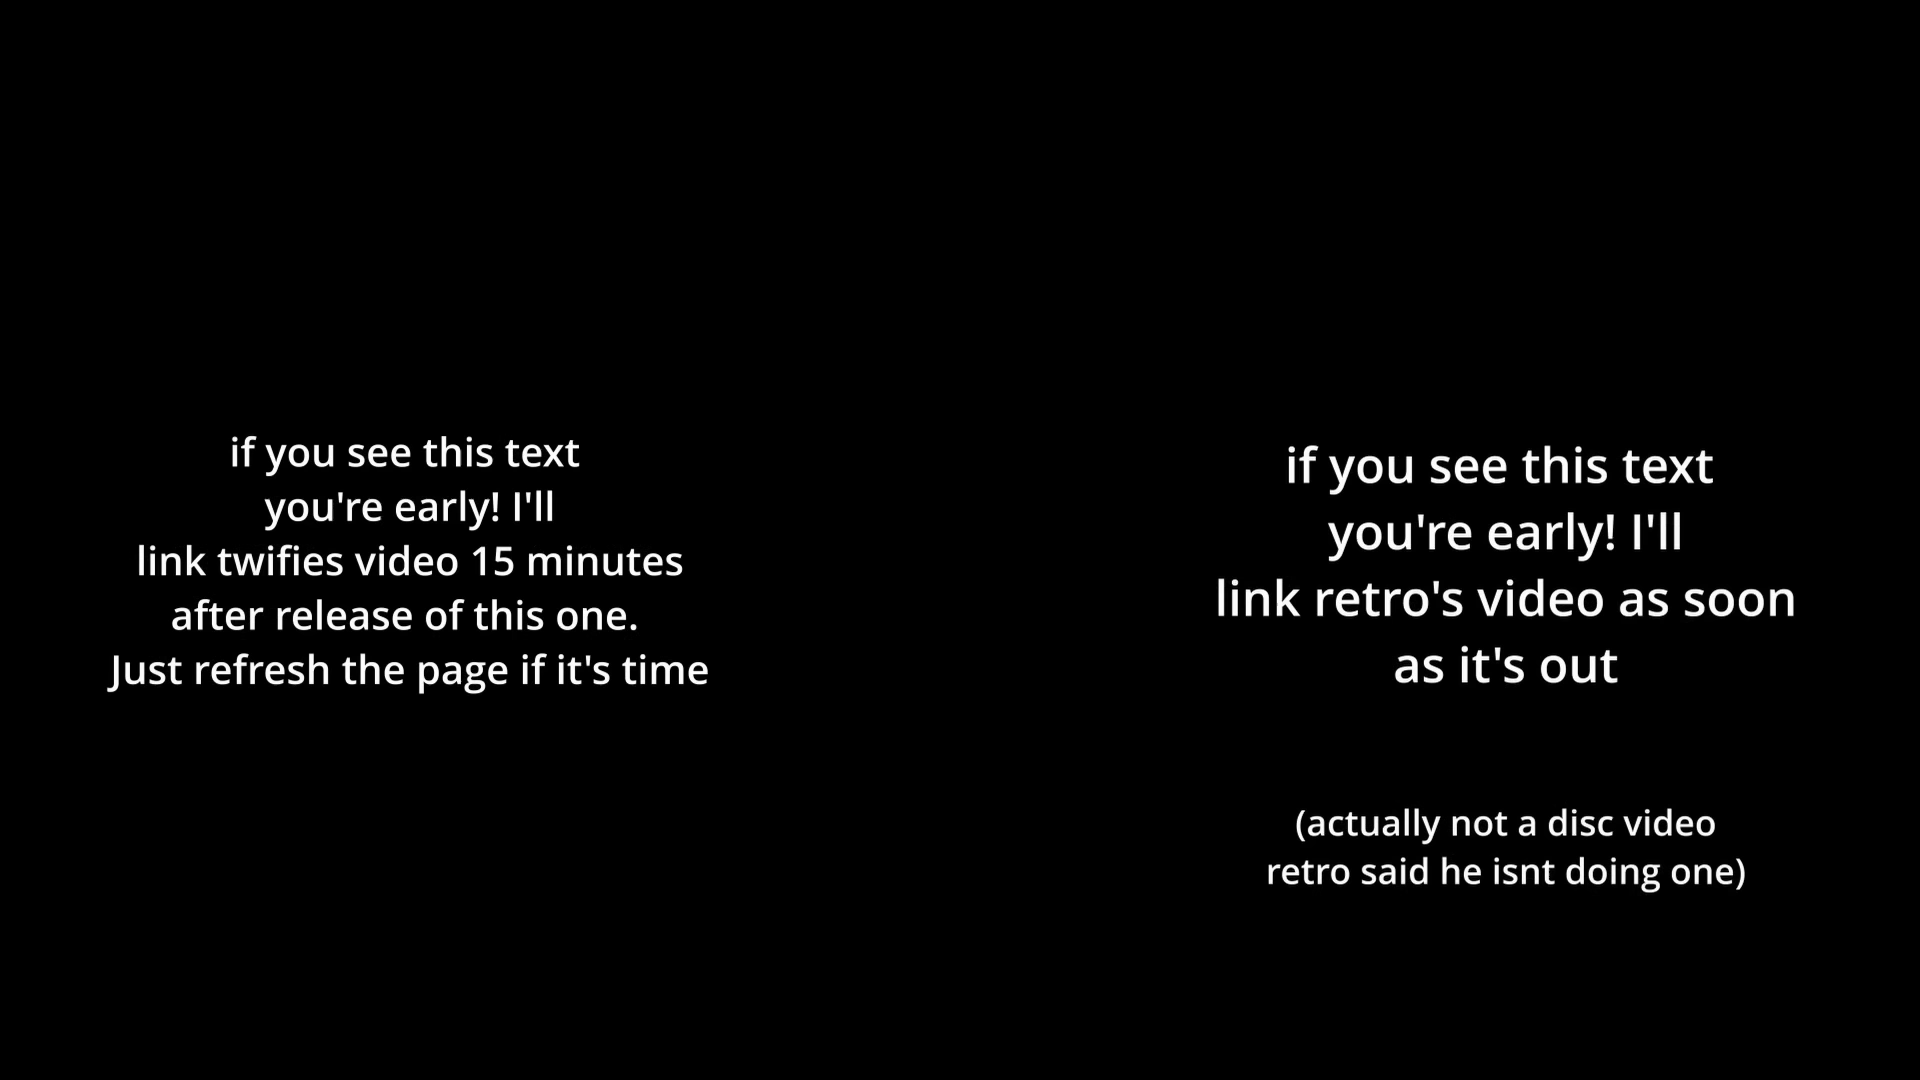 if you see this text
you're early! I'll
link twifies video 15 minutes
after release of this one.
Just refresh the page if it's time
if you see this text
you're early! I'll
link retro's video as soon
as it's out
(actually not a disc video
retro said he isnt doing one)